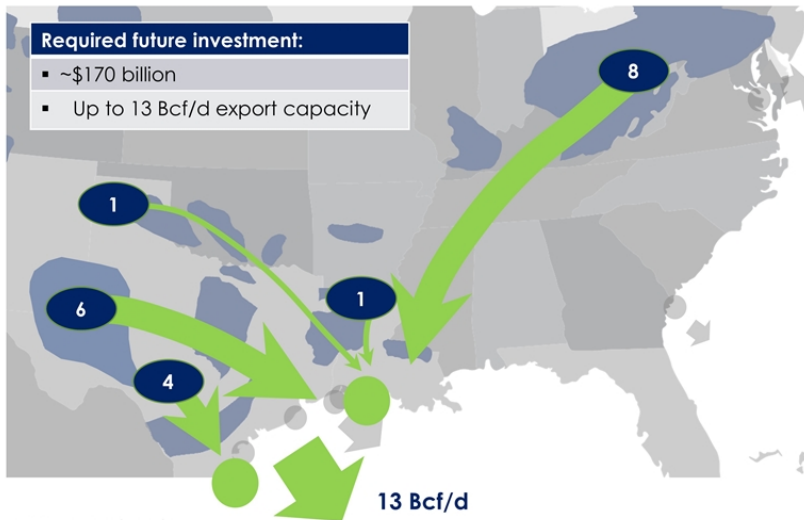 Required future investment:
▪ ~$170 billion
▪ Up to 13 Bcf/d export capacity
8
1
1
6
4
13 Bcf/d